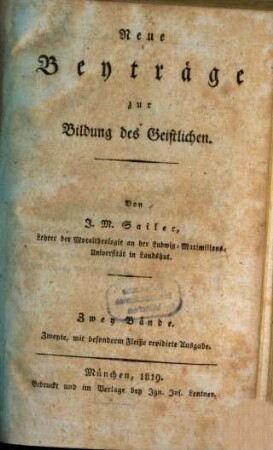 Neue
Beyträge
zur
Bildung des Geistlichen.
Von
J. M. Sailer,
Lehrer der Moraltheologie an der Ludwig-Maximilians-
Universität in Landshut.
Zwey Bände.
Zweyte, mit besonderm Fleiße revidirte Ausgabe.
München, 1819.
Gedruckt und im Verlage bey Ign. Jos. Lentner.